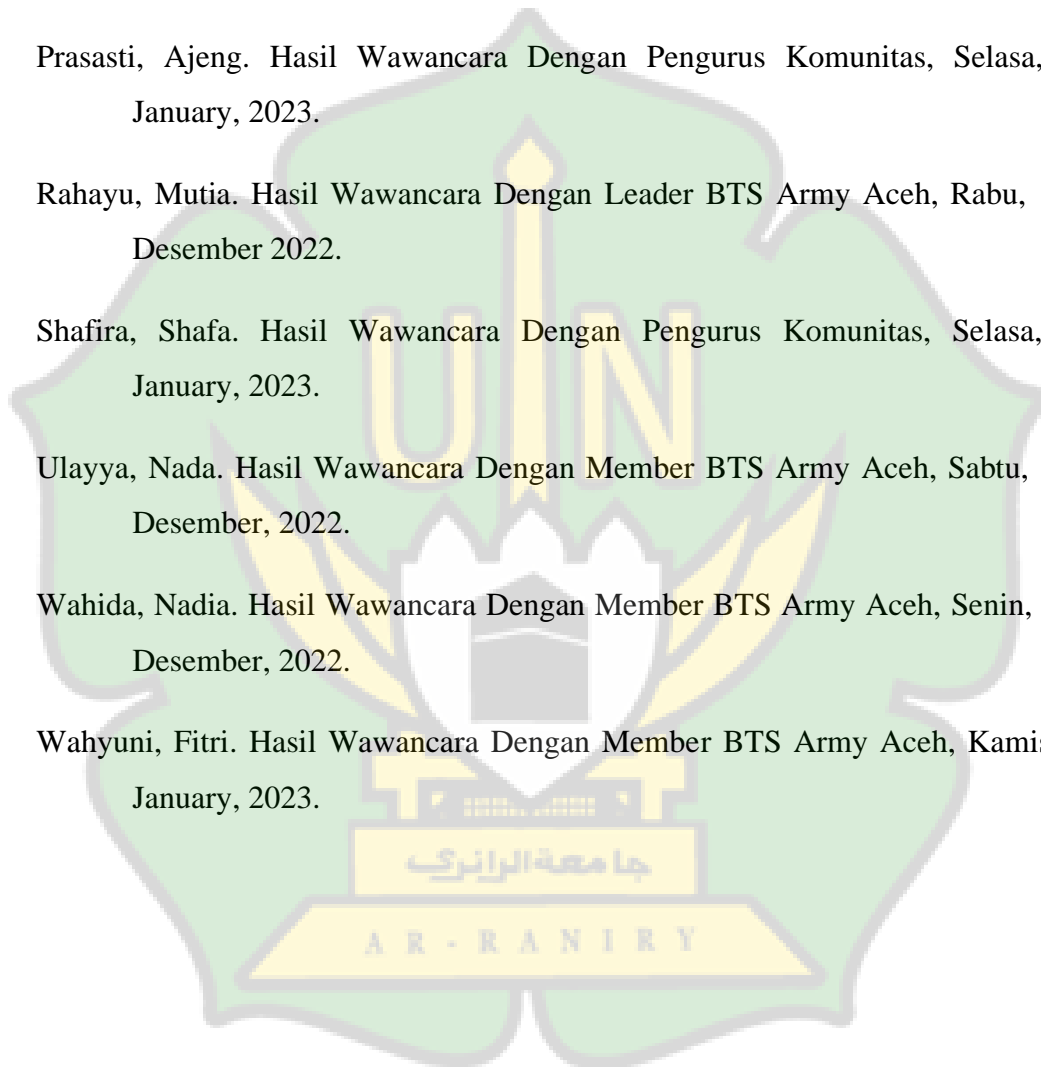 Prasasti, Ajeng. Hasil Wawancara Dengan Pengurus Komunitas, Selasa,
January, 2023.
Rahayu, Mutia. Hasil Wawancara Dengan Leader BTS Army Aceh, Rabu,
Desember 2022.
Shafira, Shafa. Hasil Wawancara Dengan Pengurus Komunitas, Selasa,
January, 2023.
Ulayya, Nada. Hasil Wawancara Dengan Member BTS Army Aceh, Sabtu,
Desember, 2022.
Wahida, Nadia. Hasil Wawancara Dengan Member BTS Army Aceh, Senin,
Desember, 2022.
Wahyuni, Fitri. Hasil Wawancara Dengan Member BTS Army Aceh, Kamis
January, 2023.
UIN
جامعةالرانري
AR-RANIRY